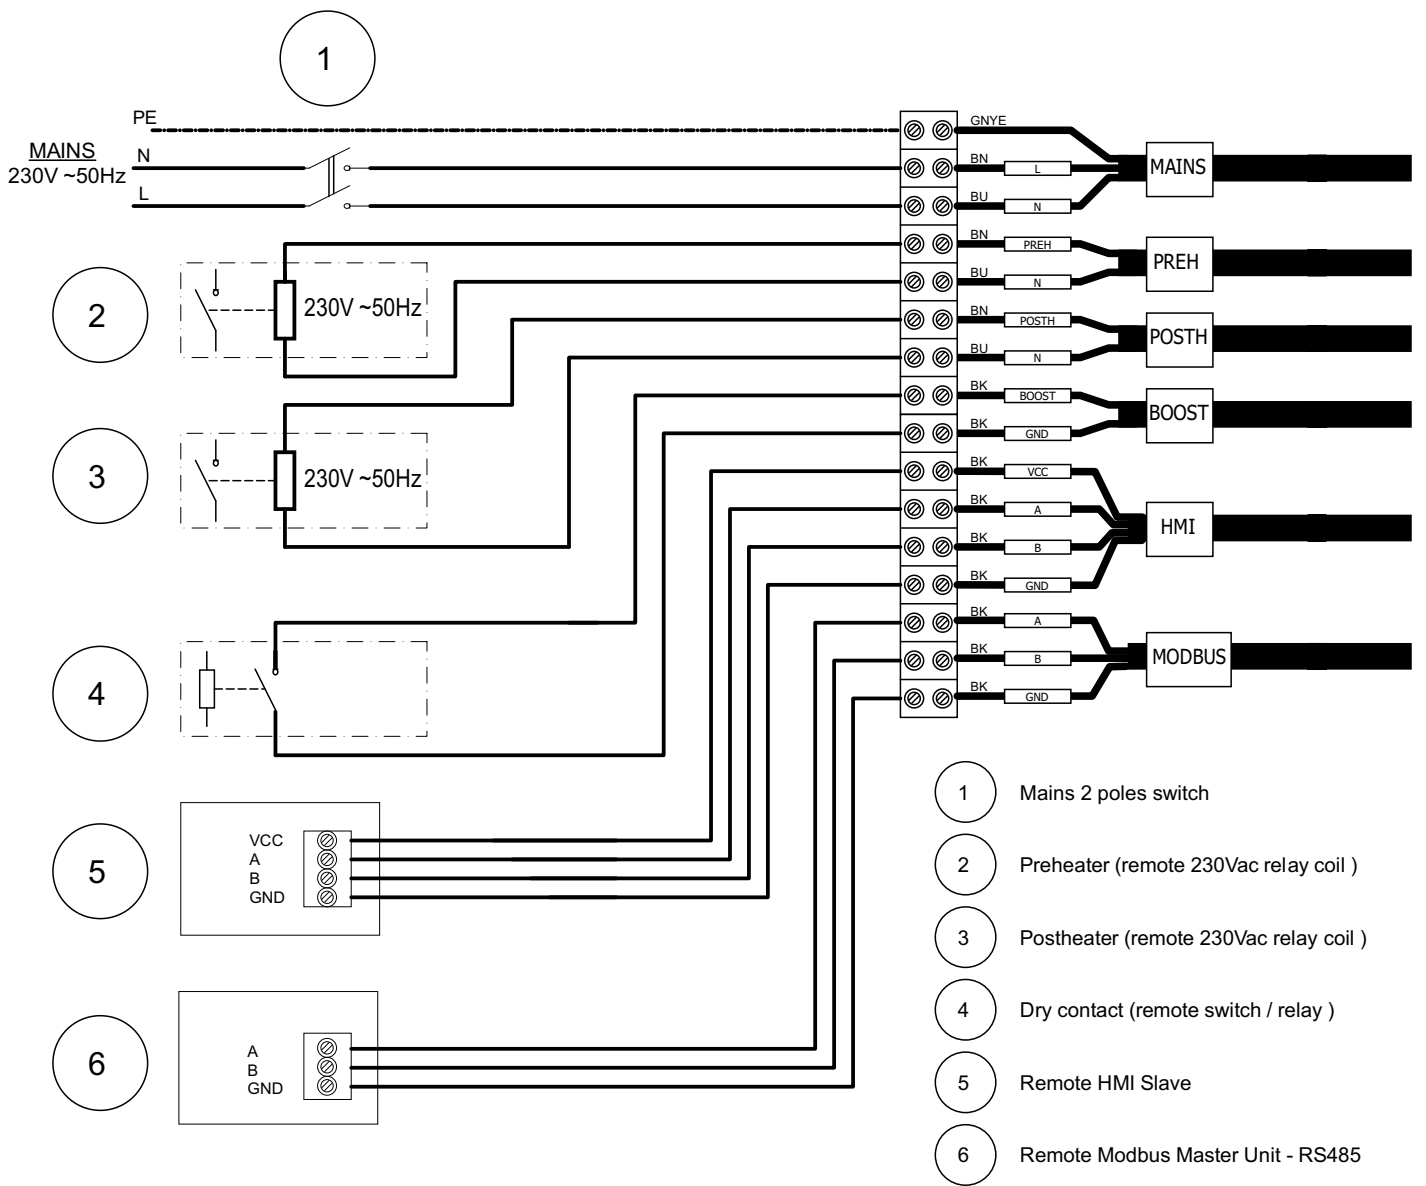 1
PE
MAINS
230V ~50Hz
N
L
GNYE
BN
L
BU
N
MAINS
2
230V ~50Hz
BN
PREH
BU
N
PREH
BN
POSTH
BU
N
POSTH
3
230V ~50Hz
BK
BOOST
BK
GND
BOOST
BK
VCC
BK
A
BK
B
BK
GND
HMI
BK
A
BK
B
BK
GND
MODBUS
4
5
VCC
A
B
GND
6
A
B
GND
1 Mains 2 poles switch
2 Preheater (remote 230Vac relay coil )
3 Postheater (remote 230Vac relay coil )
4 Dry contact (remote switch / relay )
5 Remote HMI Slave
6 Remote Modbus Master Unit - RS485